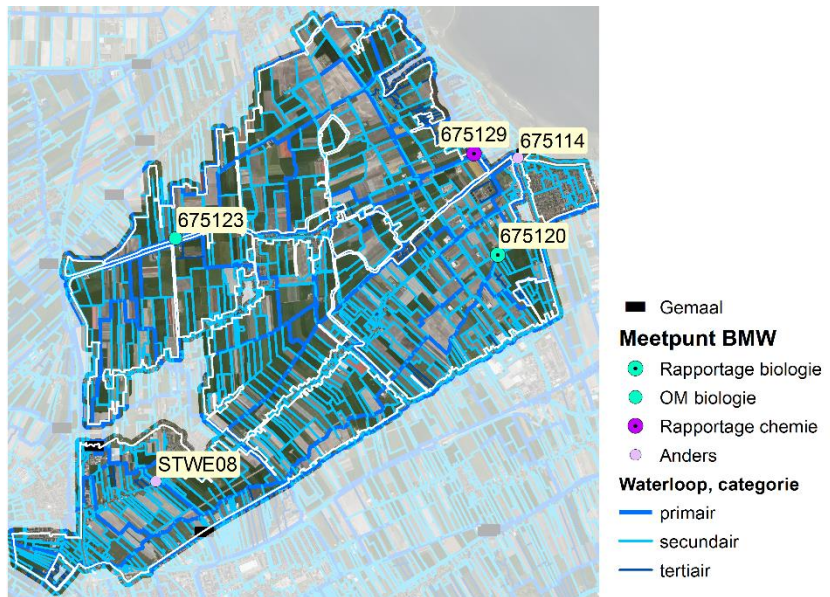 675129
675114
675123
675120
STWE08
Gemaal
Meetpunt BMW
Rapportage biologie
OM biologie
Rapportage chemie
Anders
Waterloop, categorie
primair
secundair
tertiair